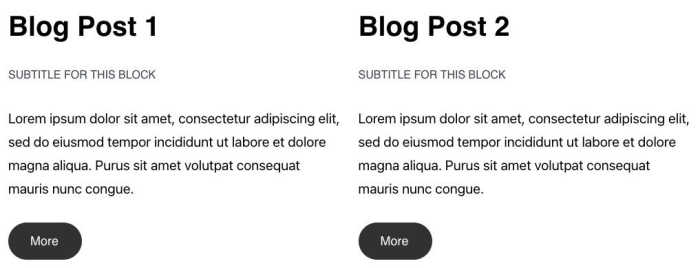 Blog Post 1
SUBTITLE FOR THIS BLOCK
Lorem ipsum dolor sit amet, consectetur adipiscing elit,
sed do eiusmod tempor incididunt ut labore et dolore
magna aliqua. Purus sit amet volutpat consequat
mauris nunc congue.
More
Blog Post 2
SUBTITLE FOR THIS BLOCK
Lorem ipsum dolor sit amet, consectetur adipiscing elit,
sed do eiusmod tempor incididunt ut labore et dolore
magna aliqua. Purus sit amet volutpat consequat
mauris nunc congue.
More